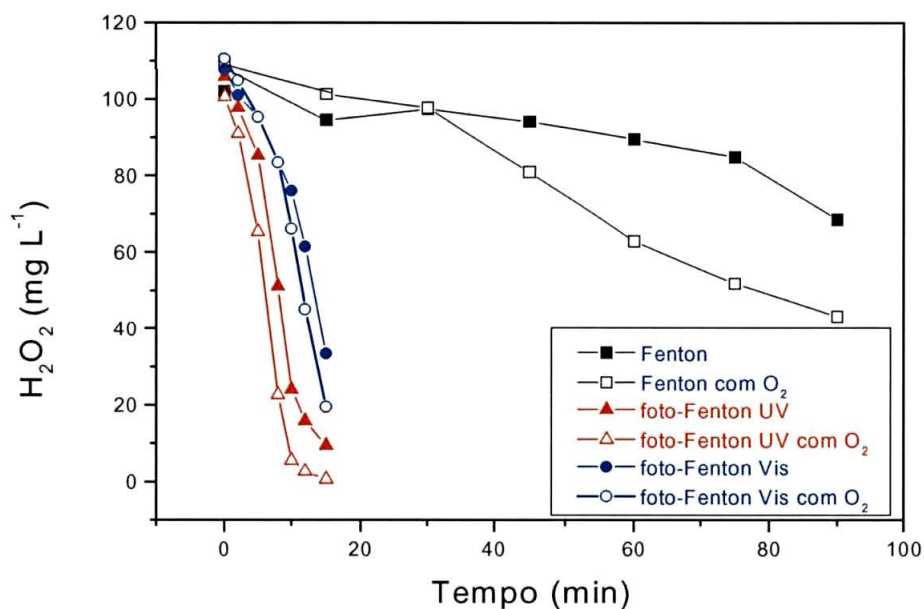 120
100
80
60
40
20
0
H₂O₂ (mg L⁻¹)
0 20 40 60 80 100
Tempo (min)
Fenton
Fenton com O₂
foto-Fenton UV
foto-Fenton UV com O₂
foto-Fenton Vis
foto-Fenton Vis com O₂